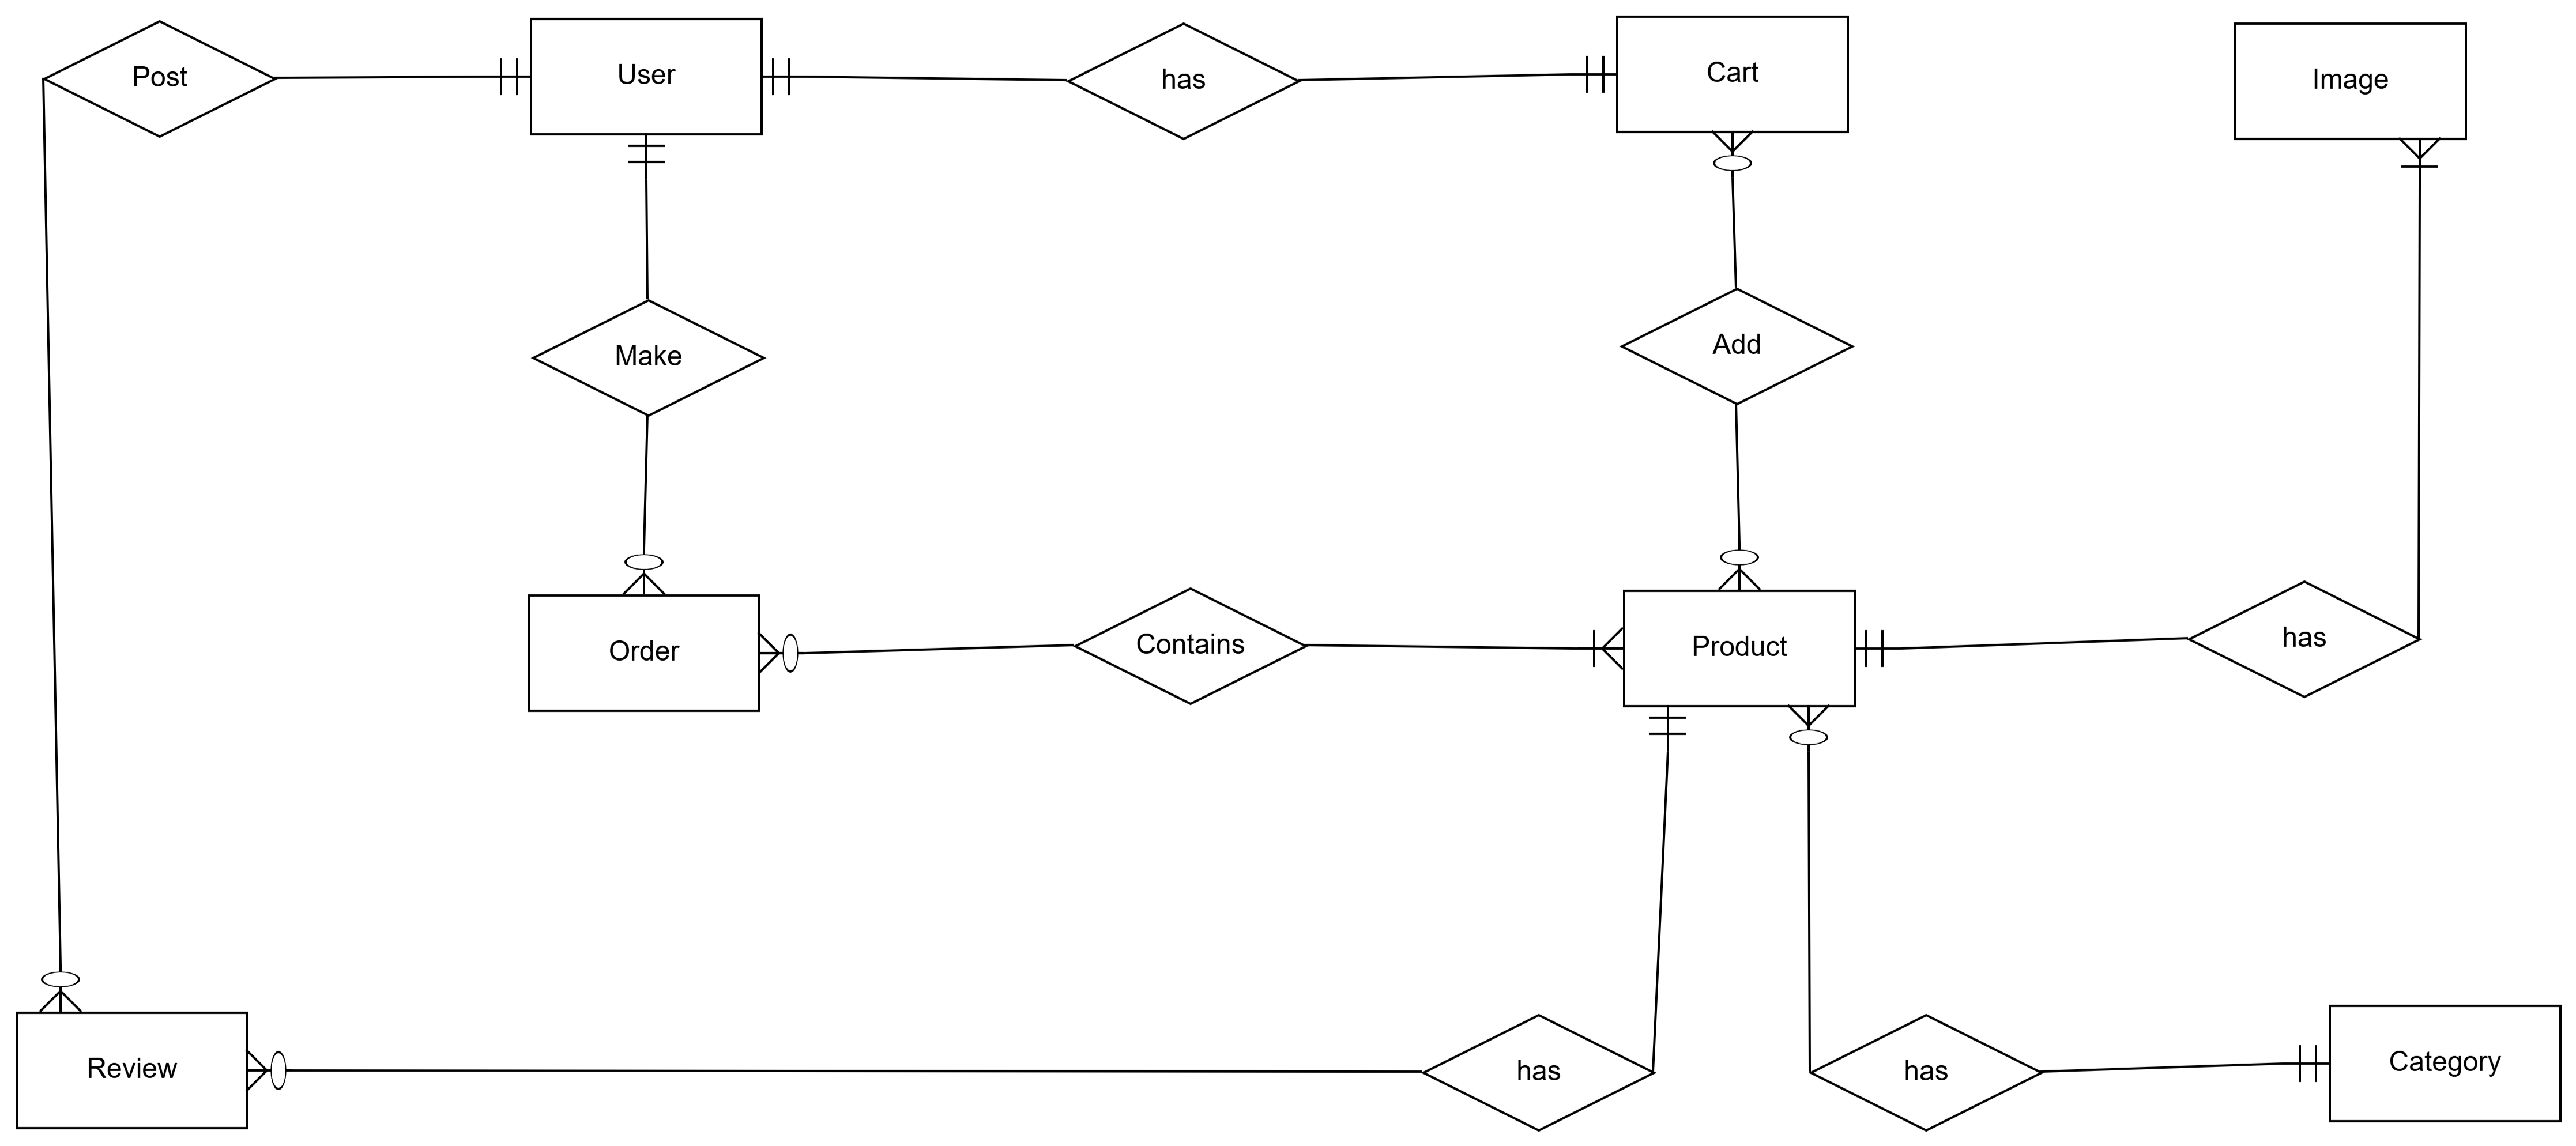 Post
User
has
Cart
Image
Make
Add
Order
Contains
Product
has
Review
has
has
Category